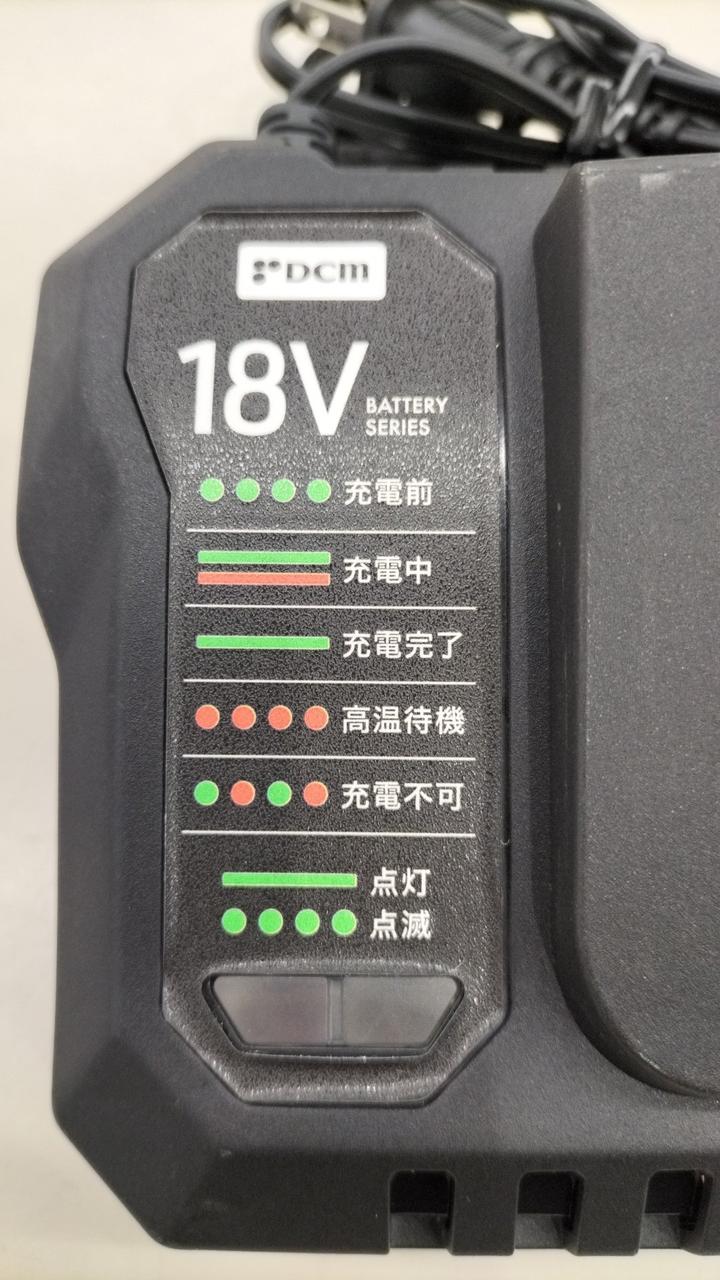 DCM
18V
BATTERY
SERIES
充電前
充電中
充電完了
高温待機
充電不可
点灯
点滅